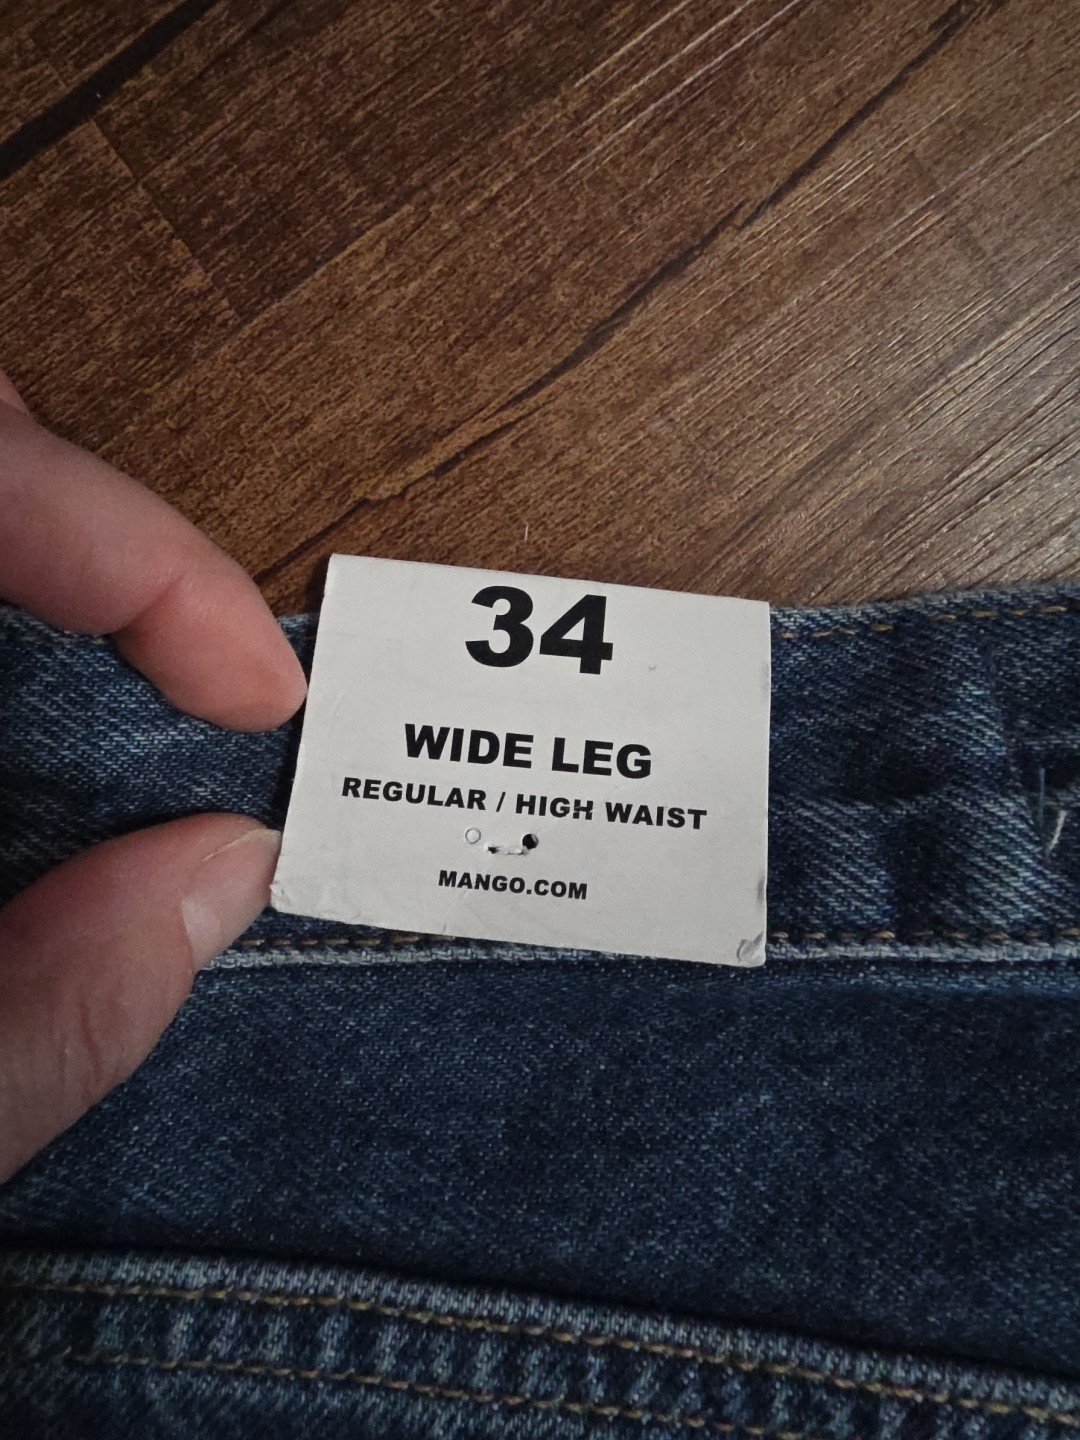 34
WIDE LEG
REGULAR / HIGH WAIST
MANGO.COM